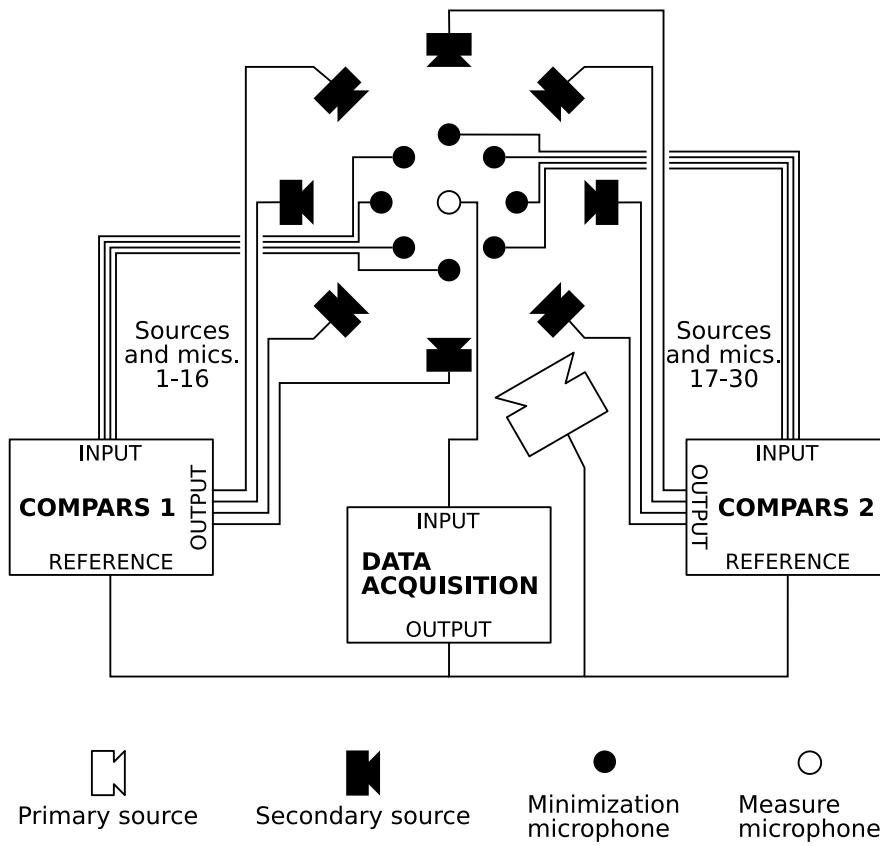 Sources
and mics.
1-16
Sources
and mics.
17-30
INPUT
COMPARS 1
OUTPUT
REFERENCE
INPUT
DATA
ACQUISITION
OUTPUT
INPUT
OUTPUT
COMPARS 2
REFERENCE
Primary source
Secondary source
Minimization
microphone
Measure
microphone